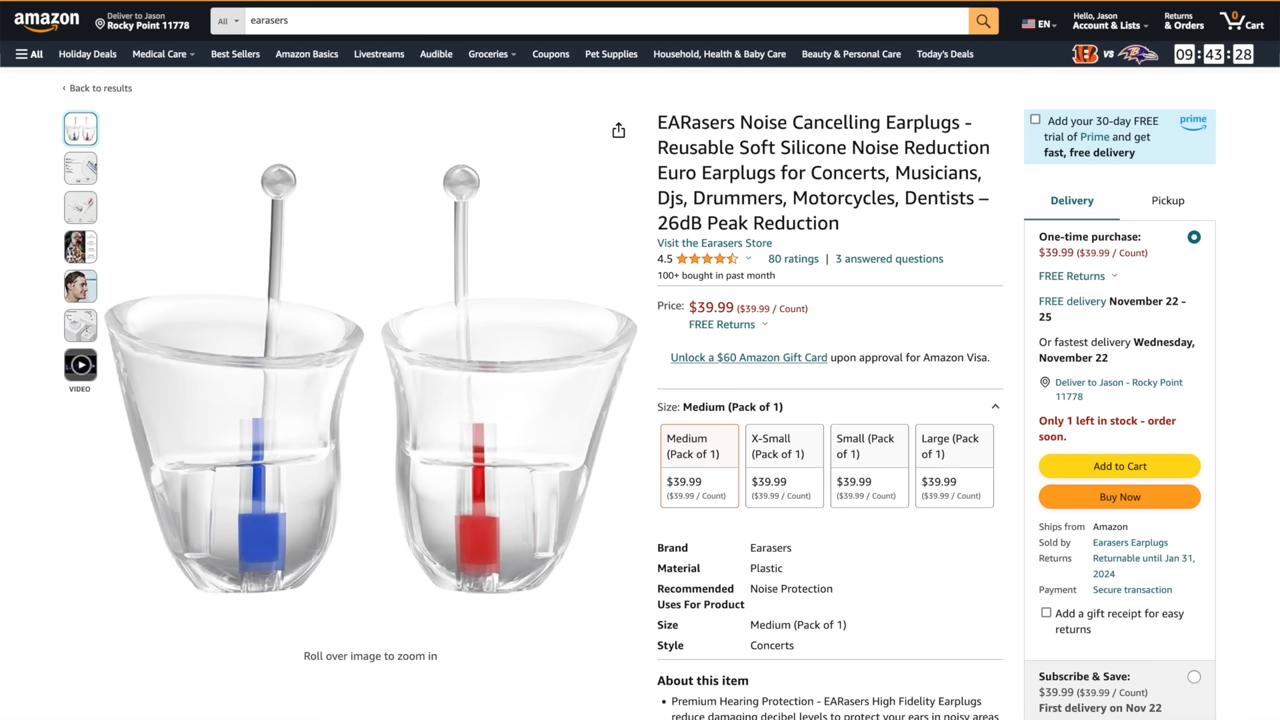 amazon
Deliver to Jason
Rocky Point 11778
All
earasers
EN
Hello, Jason
Account & Lists
Returns
& Orders
0
Cart
All
Holiday Deals
Medical Care
Best Sellers
Amazon Basics
Livestreams
Audible
Groceries
Coupons
Pet Supplies
Household, Health & Baby Care
Beauty & Personal Care
Today's Deals
VS
09:43:28
‹ Back to results
VIDEO
Roll over image to zoom in
EARasers Noise Cancelling Earplugs -
Reusable Soft Silicone Noise Reduction
Euro Earplugs for Concerts, Musicians,
Djs, Drummers, Motorcycles, Dentists –
26dB Peak Reduction
Visit the Earasers Store
4.5
80 ratings | 3 answered questions
100+ bought in past month
Price: $39.99 ($39.99 / Count)
FREE Returns
Unlock a $60 Amazon Gift Card upon approval for Amazon Visa.
Size: Medium (Pack of 1)
Medium
(Pack of 1)
$39.99
($39.99 / Count)
X-Small
(Pack of 1)
$39.99
($39.99 / Count)
Small (Pack
of 1)
$39.99
($39.99 / Count)
Large (Pack
of 1)
$39.99
($39.99 / Count)
Brand Earasers
Material Plastic
Recommended Noise Protection
Uses For Product
Size Medium (Pack of 1)
Style Concerts
About this item
• Premium Hearing Protection - EARasers High Fidelity Earplugs
reduce damaging decibel levels to protect your ears in noisy areas
Add your 30-day FREE
trial of Prime and get
fast, free delivery
prime
Delivery
Pickup
One-time purchase:
$39.99 ($39.99 / Count)
FREE Returns
FREE delivery November 22 -
25
Or fastest delivery Wednesday,
November 22
Deliver to Jason - Rocky Point
11778
Only 1 left in stock - order
soon.
Add to Cart
Buy Now
Ships from Amazon
Sold by Earasers Earplugs
Returns Returnable until Jan 31,
2024
Payment Secure transaction
Add a gift receipt for easy
returns
Subscribe & Save:
$39.99 ($39.99 / Count)
First delivery on Nov 22